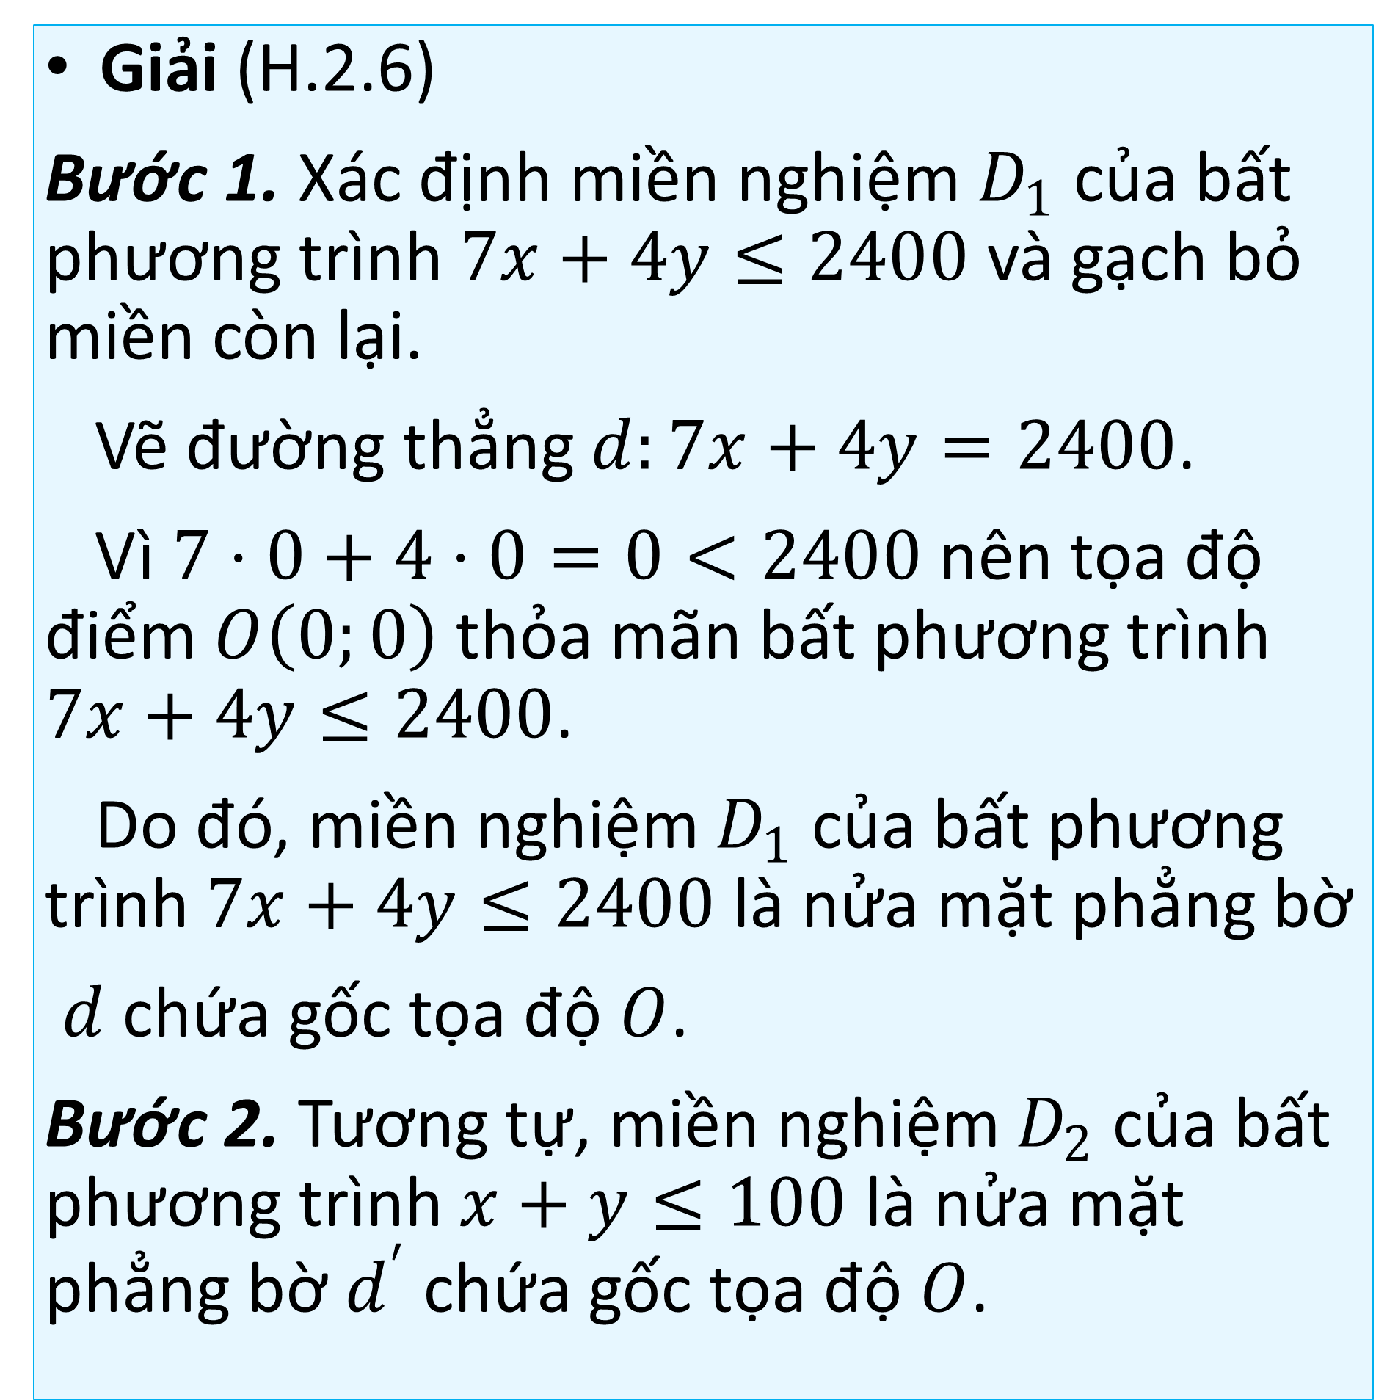 • Giải (H.2.6)
Bước 1. Xác định miền nghiệm D₁ của bất
phương trình 7x + 4y ≤ 2400 và gạch bỏ
miền còn lại.
Vẽ đường thẳng d: 7x + 4y = 2400.
Vì 7 · 0 + 4 · 0 = 0 < 2400 nên tọa độ
điểm O(0; 0) thỏa mãn bất phương trình
7x + 4y ≤ 2400.
Do đó, miền nghiệm D₁ của bất phương
trình 7x + 4y ≤ 2400 là nửa mặt phẳng bờ
d chứa gốc tọa độ O.
Bước 2. Tương tự, miền nghiệm D₂ của bất
phương trình x + y ≤ 100 là nửa mặt
phẳng bờ d′ chứa gốc tọa độ O.